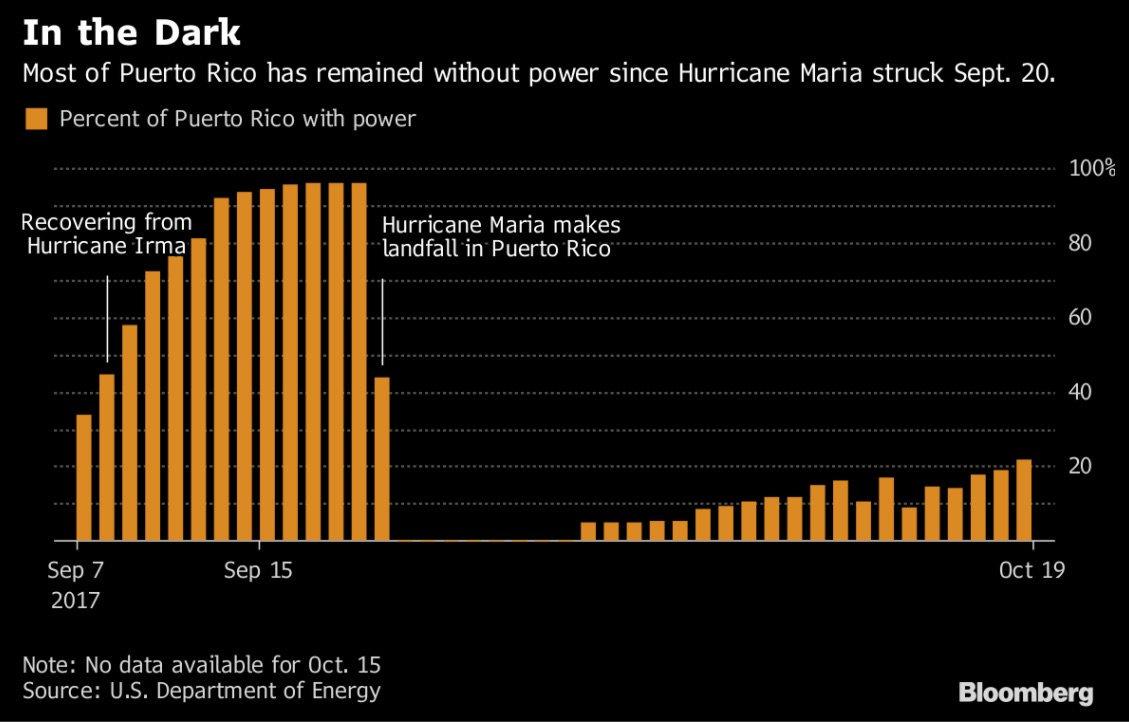 In the Dark
Most of Puerto Rico has remained without power since Hurricane Maria struck Sept. 20.
Percent of Puerto Rico with power
100%
Recovering from
Hurricane Irma
Hurricane Maria makes
landfall in Puerto Rico
80
60
40
20
Sep 7
2017
Sep 15
Oct 19
Note: No data available for Oct. 15
Source: U.S. Department of Energy
Bloomberg